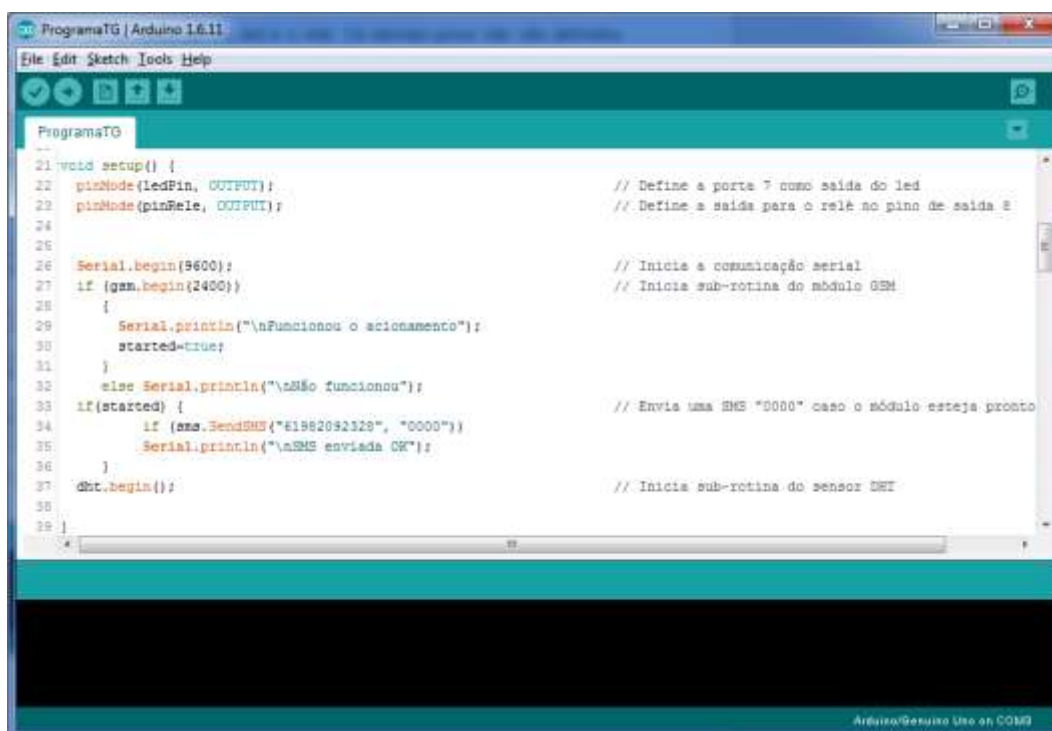 ProgramaTG | Arduino 1.6.11
File Edit Sketch Tools Help
ProgramaTG
21 void setup() {
22 pinMode(ledPin, OUTPUT); // Define a porta 7 como saída do led
23 pinMode(pinRele, OUTPUT); // Define a saída para o relé no pino de saída 8
24
25
26 Serial.begin(9600); // Inicia a comunicação serial
27 if (gsm.begin(2400)) // Inicia sub-rotina do módulo GSM
28 {
29 Serial.println("\nFuncionou o acionamento");
30 started=true;
31 }
32 else Serial.println("\nNão funcionou");
33 if(started) { // Envia uma SMS "0000" caso o módulo esteja pronto
34 if (sms.SendSMS("61982092328", "0000"))
35 Serial.println("\nSMS enviada OK");
36 }
37 dht.begin(); // Inicia sub-rotina do sensor DHT
38
39 }
Arduino/Genuino Uno on COM3